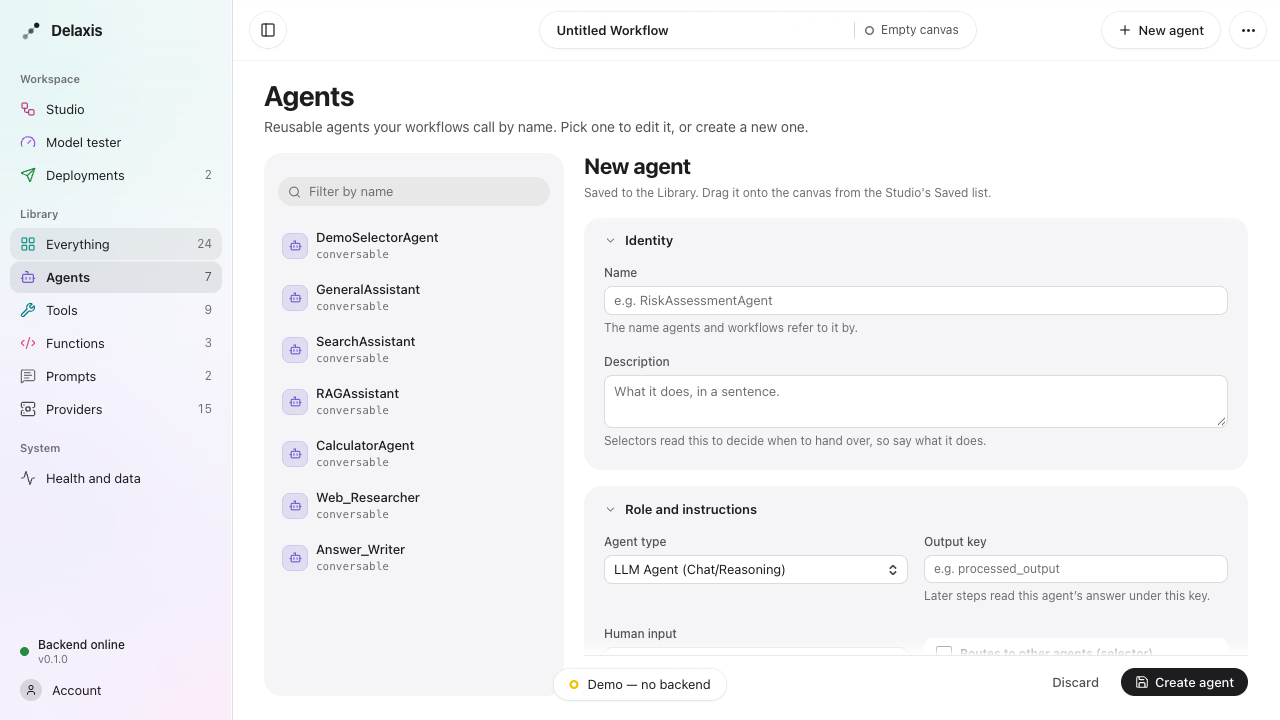 Delaxis
Workspace
Studio
Model tester
Deployments 2
Library
Everything 24
Agents 7
Tools 9
Functions 3
Prompts 2
Providers 15
System
Health and data
Backend online
v0.1.0
Account
Untitled Workflow
Empty canvas
New agent
Agents
Reusable agents your workflows call by name. Pick one to edit it, or create a new one.
Filter by name
DemoSelectorAgent
conversable
GeneralAssistant
conversable
SearchAssistant
conversable
RAGAssistant
conversable
CalculatorAgent
conversable
Web_Researcher
conversable
Answer_Writer
conversable
New agent
Saved to the Library. Drag it onto the canvas from the Studio's Saved list.
Identity
Name
e.g. RiskAssessmentAgent
The name agents and workflows refer to it by.
Description
What it does, in a sentence.
Selectors read this to decide when to hand over, so say what it does.
Role and instructions
Agent type
LLM Agent (Chat/Reasoning)
Output key
e.g. processed_output
Later steps read this agent's answer under this key.
Human input
Routes to other agents (selector)
Demo — no backend
Discard
Create agent